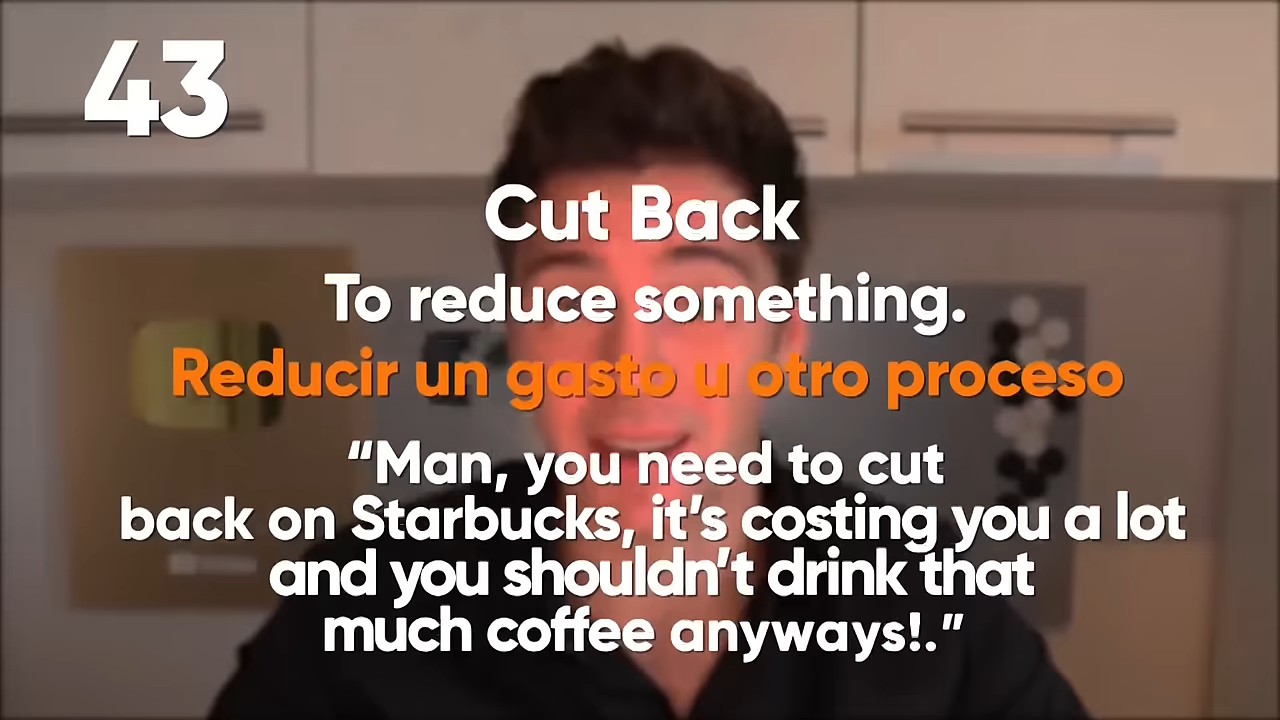 43
Cut Back
To reduce something.
Reducir un gasto u otro proceso
“Man, you need to cut
back on Starbucks, it’s costing you a lot
and you shouldn’t drink that
much coffee anyways!.”